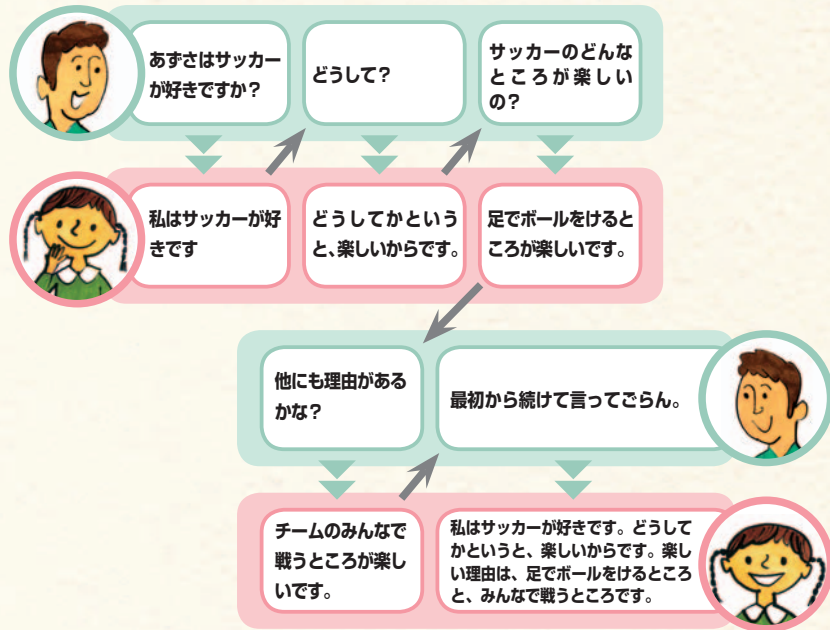 あずさはサッカー
が好きですか？
どうして？
サッカーのどんな
ところが楽しい
の？
私はサッカーが好
きです
どうしてかという
と、楽しいからです。
足でボールをけると
ころが楽しいです。
他にも理由がある
かな？
最初から続けて言ってごらん。
チームのみんなで
戦うところが楽し
いです。
私はサッカーが好きです。どうして
かというと、楽しいからです。楽し
い理由は、足でボールをけるところ
と、みんなで戦うところです。